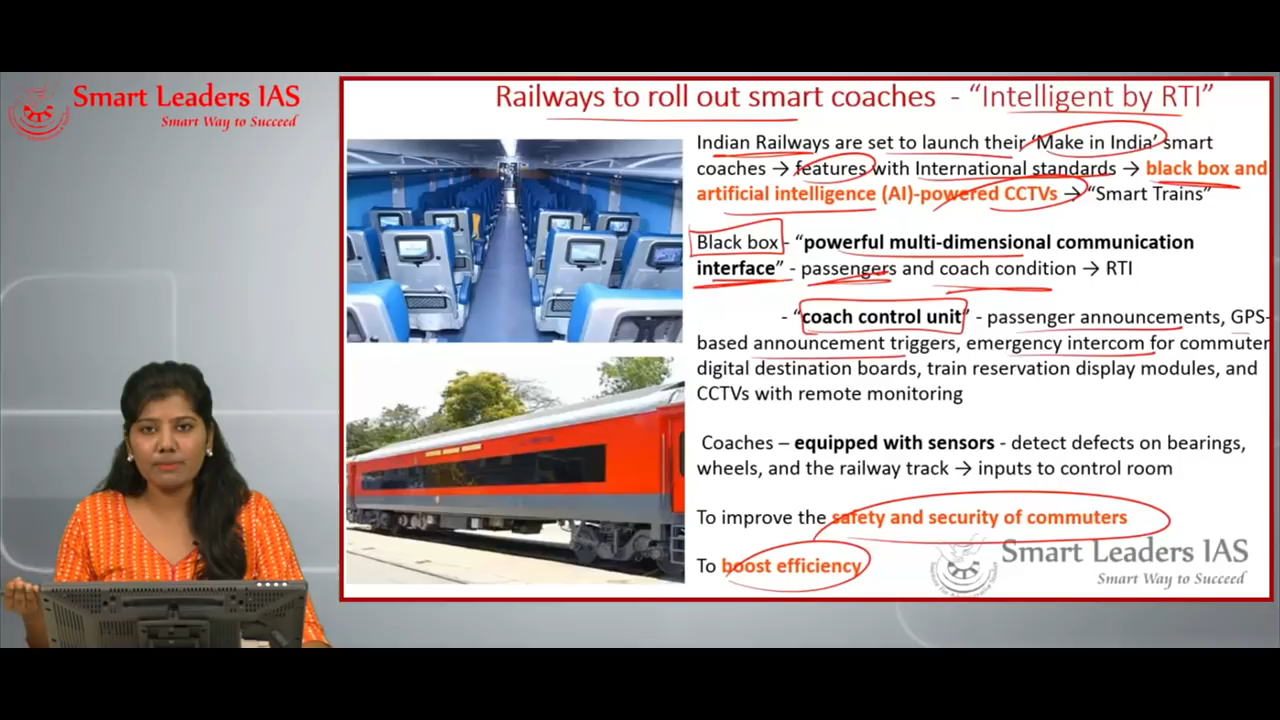 Smart Leaders IAS
Smart Way to Succeed
Railways to roll out smart coaches - “Intelligent by RTI”
Indian Railways are set to launch their ‘Make in India’ smart
coaches → features with International standards → black box and
artificial intelligence (AI)-powered CCTVs → “Smart Trains”
Black box - “powerful multi-dimensional communication
interface” - passengers and coach condition → RTI
- “coach control unit” - passenger announcements, GPS-
based announcement triggers, emergency intercom for commuter
digital destination boards, train reservation display modules, and
CCTVs with remote monitoring
Coaches – equipped with sensors - detect defects on bearings,
wheels, and the railway track → inputs to control room
To improve the safety and security of commuters
To boost efficiency
Smart Leaders IAS
Smart Way to Succeed